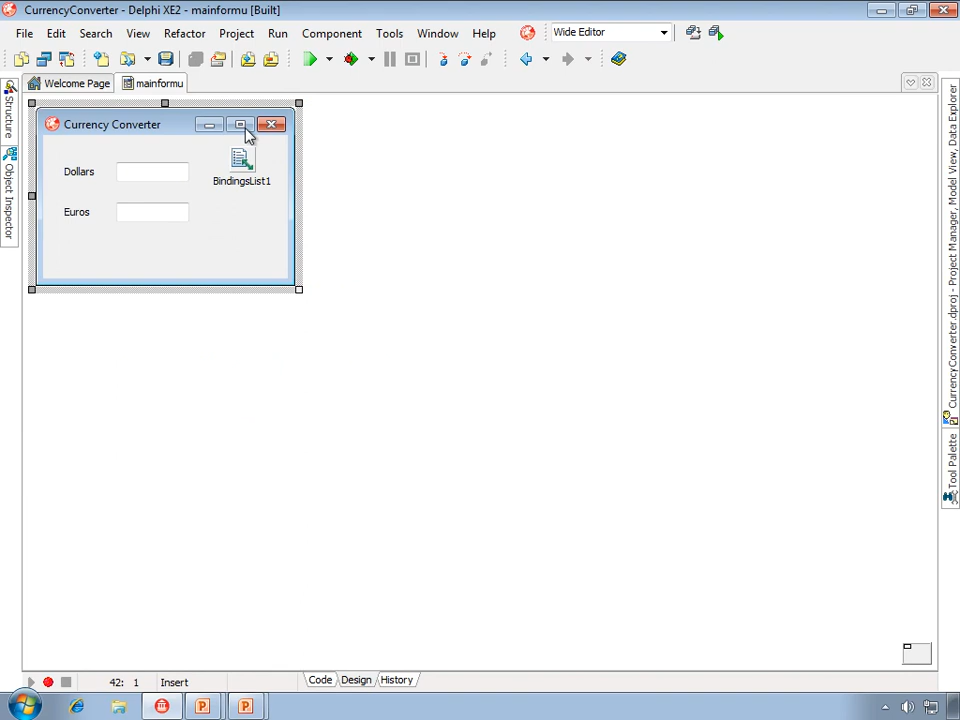 CurrencyConverter - Delphi XE2 - mainformu [Built]
File Edit Search View Refactor Project Run Component Tools Window Help Wide Editor
Welcome Page mainformu
Structure
Object Inspector
Currency Converter
Dollars
BindingsList1
Euros
CurrencyConverter.dproj - Project Manager, Model View, Data Explorer
Tool Palette
42: 1 Insert Code Design History